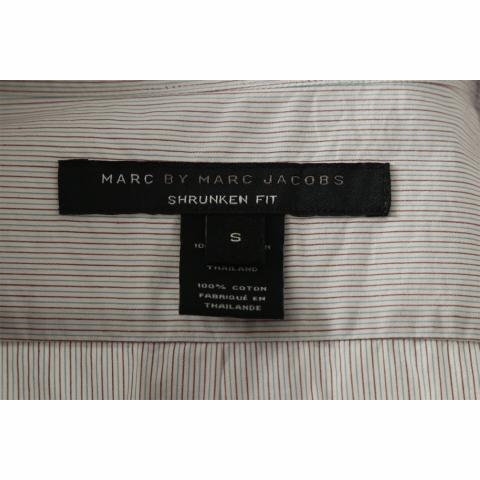 MARC BY MARC JACOBS
SHRUNKEN FIT
S
THAILAND
100% COTON
FABRIQUÉ EN
THAILANDE